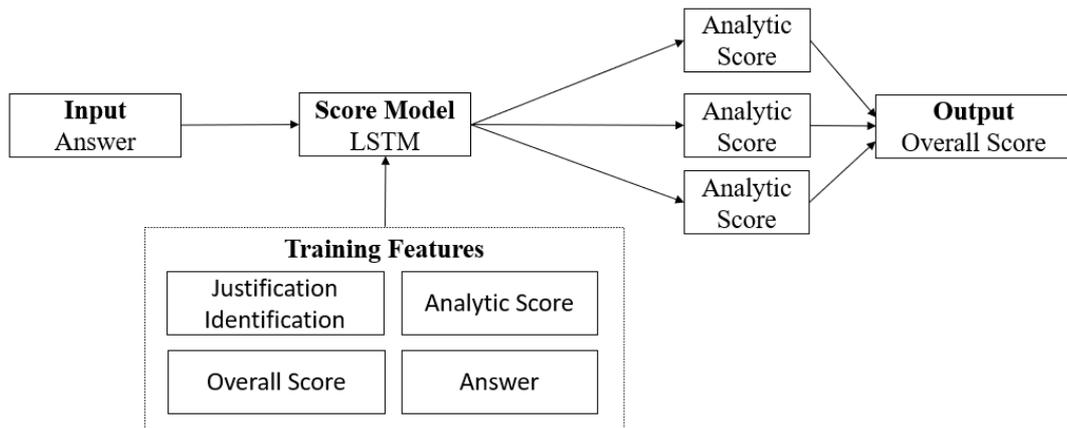 Input
Answer
Score Model
LSTM
Analytic
Score
Analytic
Score
Analytic
Score
Output
Overall Score
Training Features
Justification
Identification
Analytic Score
Overall Score
Answer